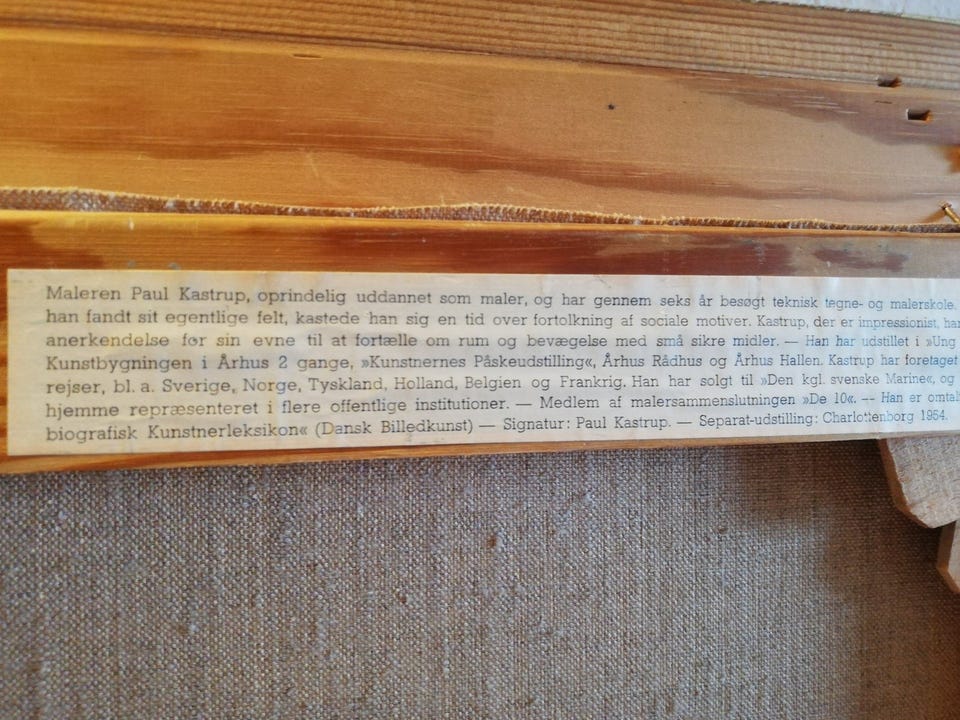 Maleren Paul Kastrup, oprindelig uddannet som maler, og har gennem seks år besøgt teknisk tegne- og malerskole.
han fandt sit egentlige felt, kastede han sig en tid over fortolkning af sociale motiver. Kastrup, der er impressionist, har
anerkendelse for sin evne til at fortælle om rum og bevægelse med små sikre midler. — Han har udstillet i »Ung
Kunstbygningen i Århus 2 gange, »Kunstnernes Påskeudstilling«, Århus Rådhus og Århus Hallen. Kastrup har foretaget
rejser, bl. a. Sverige, Norge, Tyskland, Holland, Belgien og Frankrig. Han har solgt til »Den kgl. svenske Marine«, og
hjemme repræsenteret i flere offentlige institutioner. — Medlem af malersammenslutningen »De 10«. -- Han er omtalt
biografisk Kunstnerleksikon« (Dansk Billedkunst) — Signatur: Paul Kastrup. — Separat-udstilling: Charlottenborg 1954.